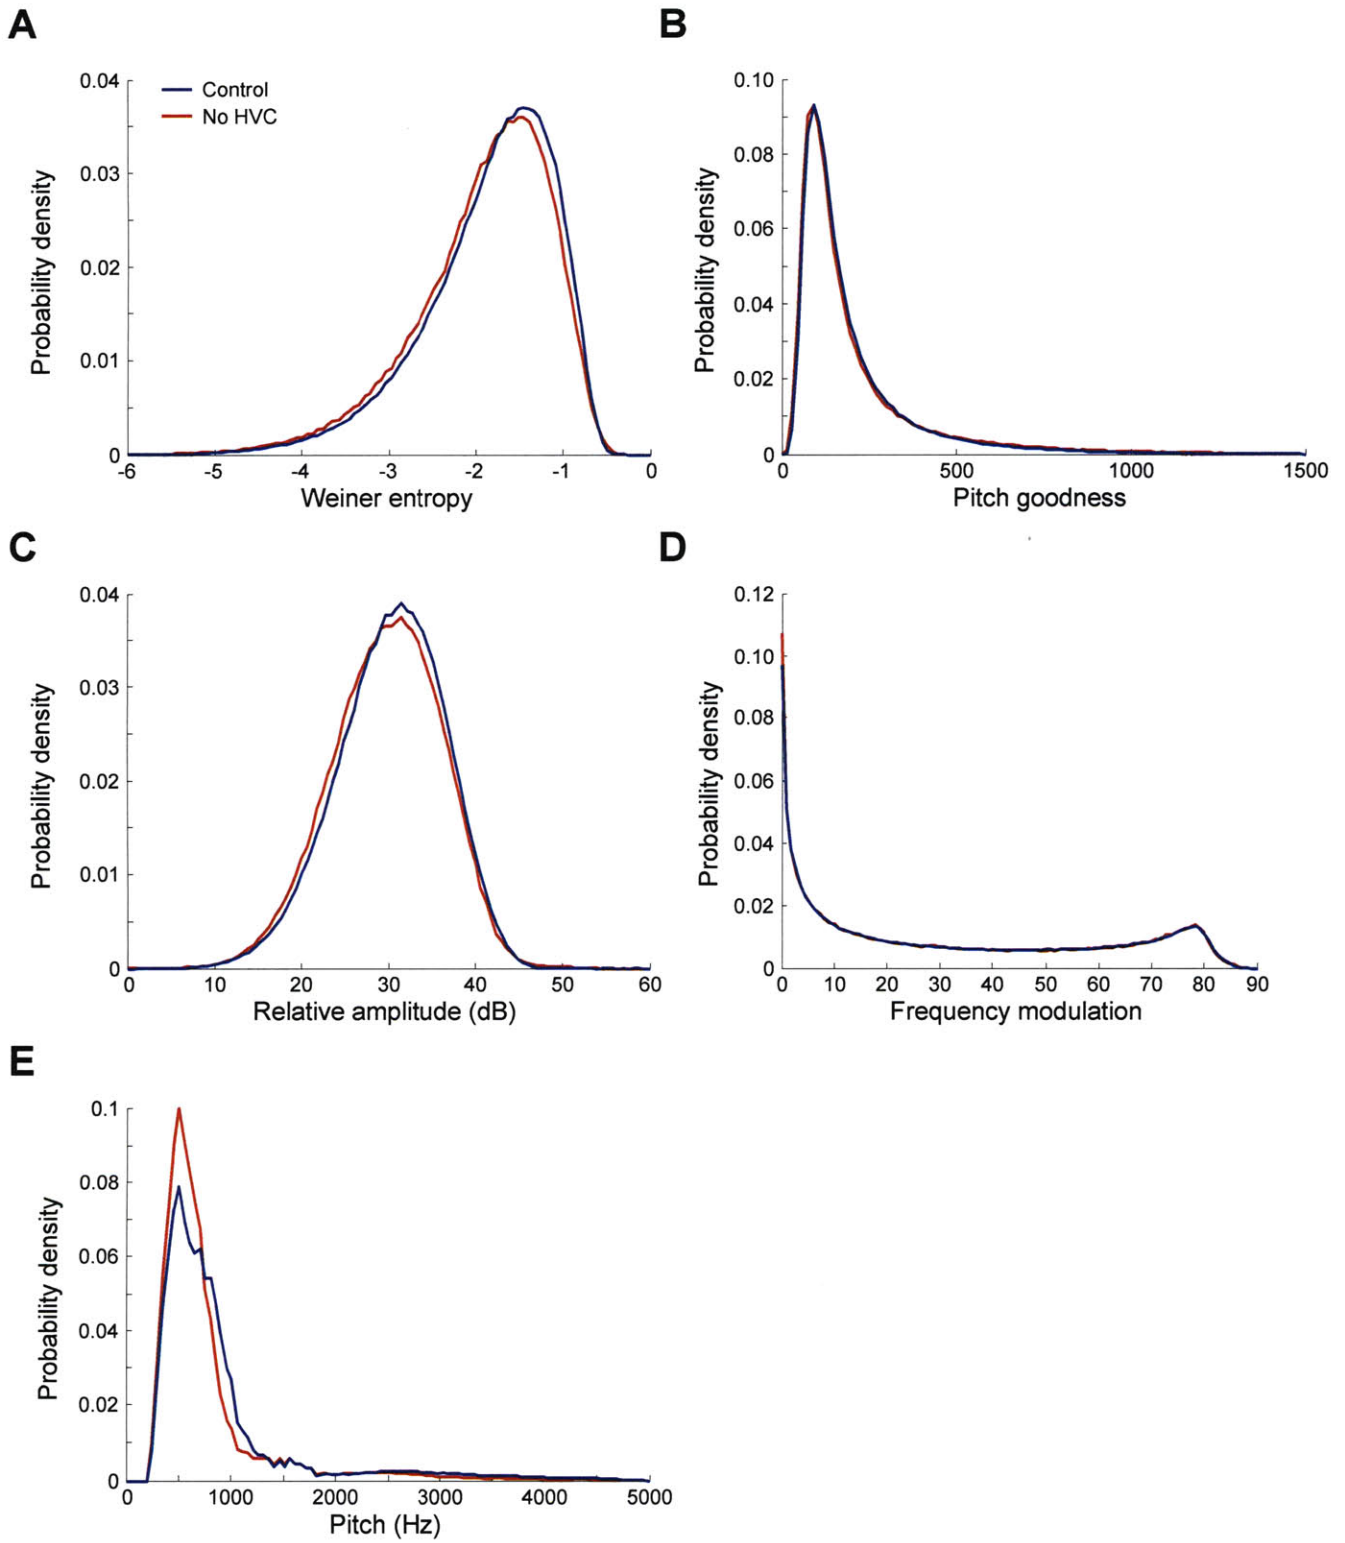 A
0.04
0.03
0.02
0.01
0
Probability density
Control
No HVC
-6 -5 -4 -3 -2 -1 0
Weiner entropy
B
0.10
0.08
0.06
0.04
0.02
0
Probability density
0 500 1000 1500
Pitch goodness
C
0.04
0.03
0.02
0.01
0
Probability density
0 10 20 30 40 50 60
Relative amplitude (dB)
D
0.12
0.10
0.08
0.06
0.04
0.02
0
Probability density
0 10 20 30 40 50 60 70 80 90
Frequency modulation
E
0.1
0.08
0.06
0.04
0.02
0
Probability density
0 1000 2000 3000 4000 5000
Pitch (Hz)